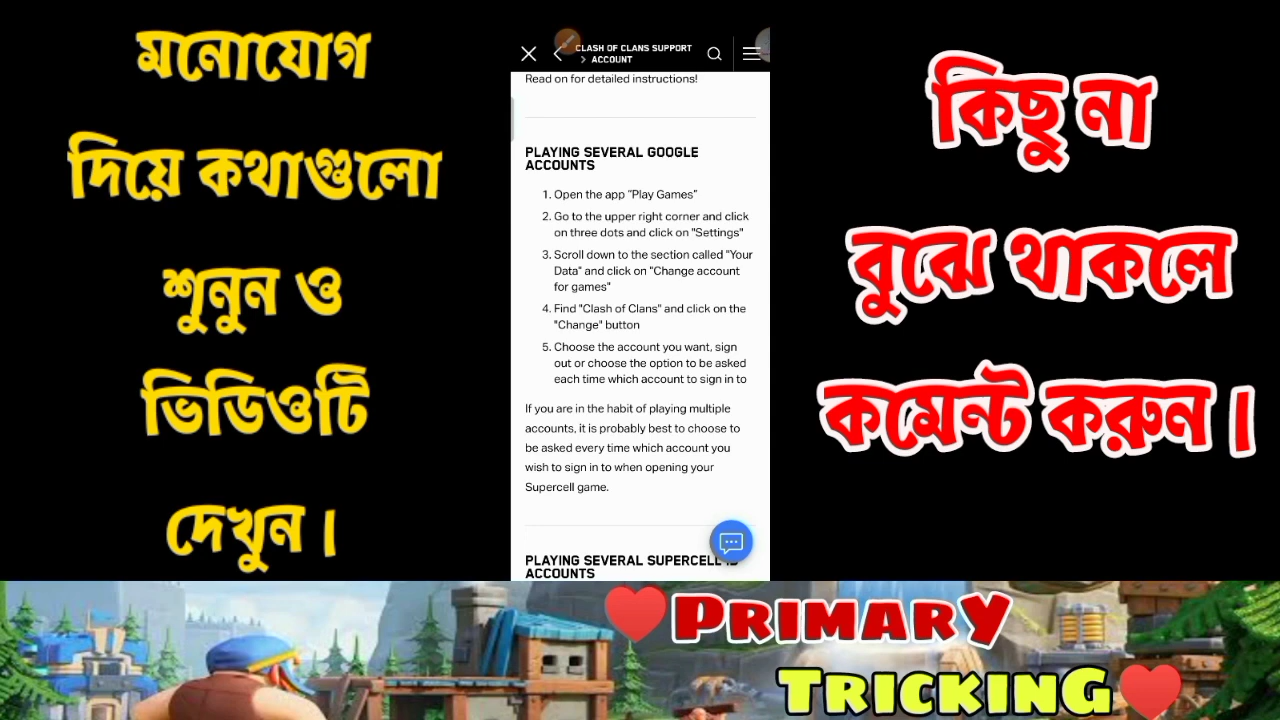 মনোযোগ
দিয়ে কথাগুলো
শুনুন ও
ভিডিওটি
দেখুন।
CLASH OF CLANS SUPPORT
> ACCOUNT
Read on for detailed instructions!
PLAYING SEVERAL GOOGLE
ACCOUNTS
1. Open the app "Play Games"
2. Go to the upper right corner and click
on three dots and click on "Settings"
3. Scroll down to the section called "Your
Data" and click on "Change account
for games"
4. Find "Clash of Clans" and click on the
"Change" button
5. Choose the account you want, sign
out or choose the option to be asked
each time which account to sign in to
If you are in the habit of playing multiple
accounts, it is probably best to choose to
be asked every time which account you
wish to sign in to when opening your
Supercell game.
PLAYING SEVERAL SUPERCELL ID
ACCOUNTS
কিছু না
বুঝে থাকলে
কমেন্ট করুন।
PRIMARY
TRICKING